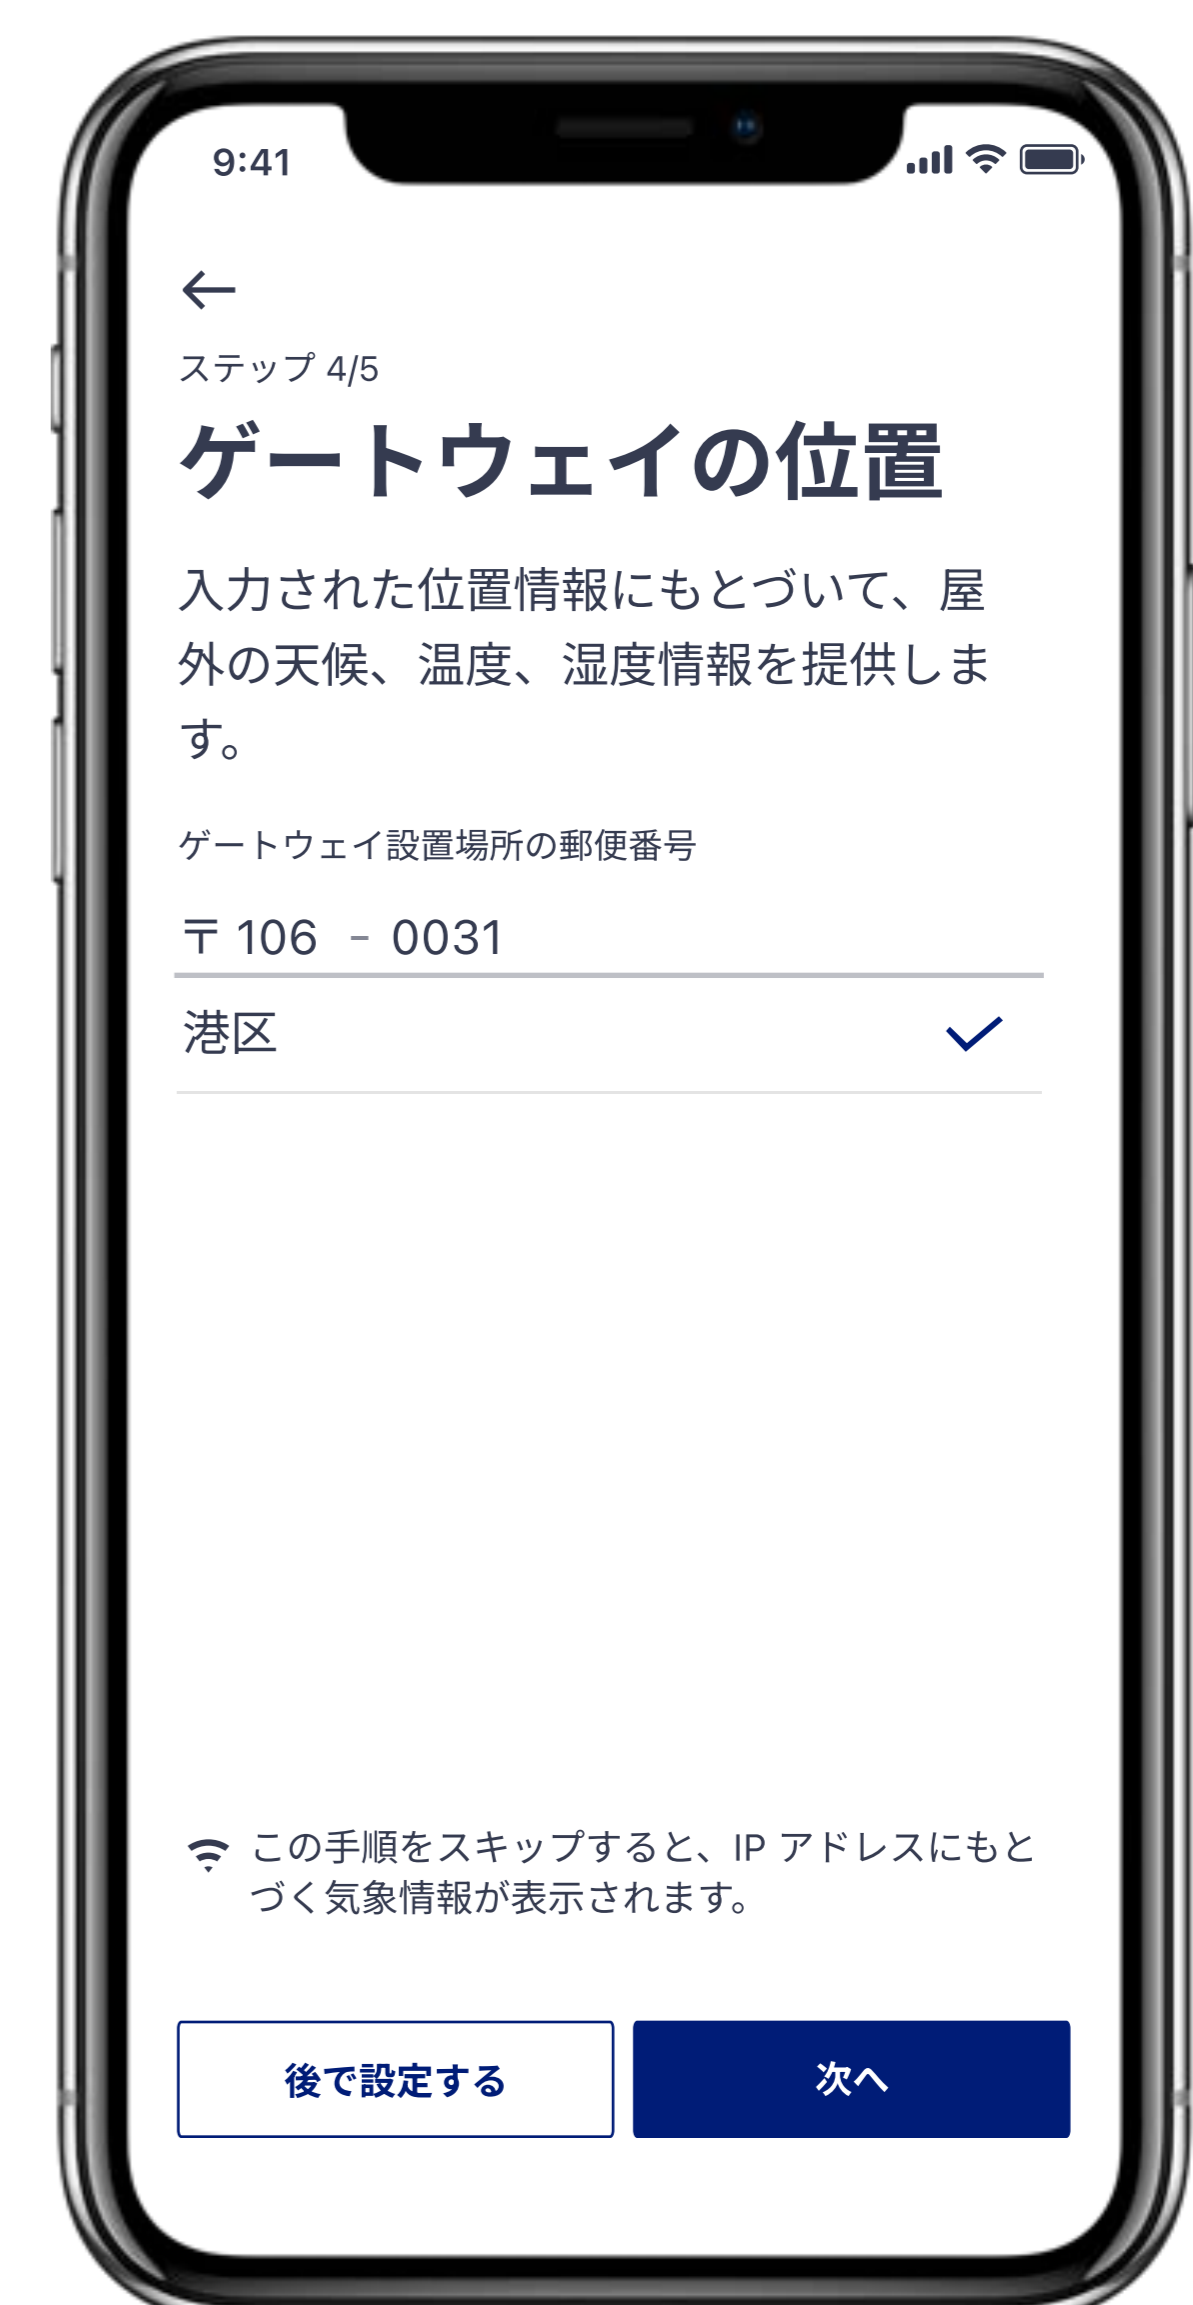 9:41
ステップ 4/5
ゲートウェイの位置
入力された位置情報にもとづいて、屋
外の天候、温度、湿度情報を提供しま
す。
ゲートウェイ設置場所の郵便番号
〒 106 - 0031
港区
この手順をスキップすると、IP アドレスにもと
づく気象情報が表示されます。
後で設定する
次へ